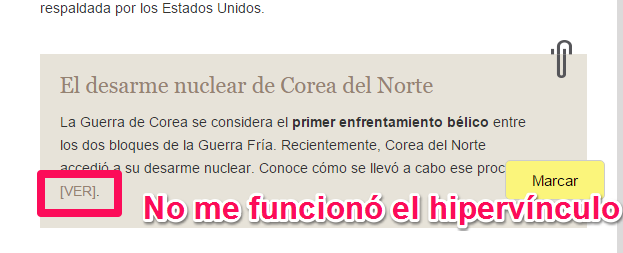 respaldada por los Estados Unidos.
El desarme nuclear de Corea del Norte
La Guerra de Corea se considera el primer enfrentamiento bélico entre
los dos bloques de la Guerra Fría. Recientemente, Corea del Norte
accedió a su desarme nuclear. Conoce cómo se llevó a cabo ese proc
Marcar
[VER].
No me funcionó el hipervínculo